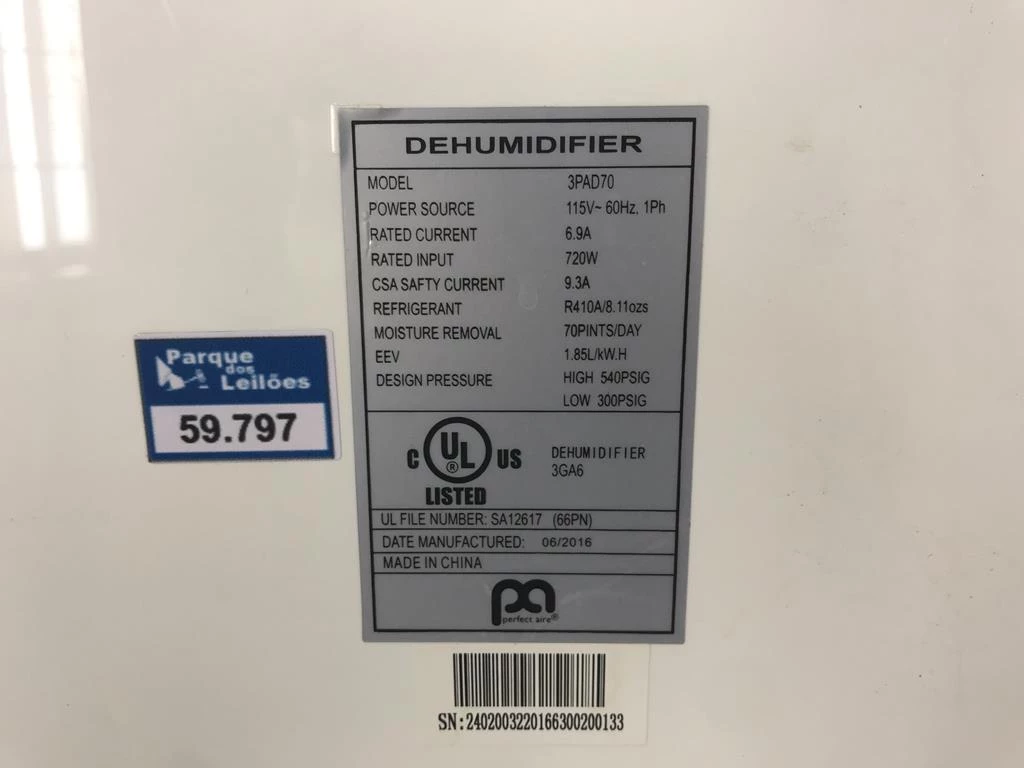 DEHUMIDIFIER
MODEL 3PAD70
POWER SOURCE 115V~ 60Hz, 1Ph
RATED CURRENT 6.9A
RATED INPUT 720W
CSA SAFTY CURRENT 9.3A
REFRIGERANT R410A/8.11ozs
MOISTURE REMOVAL 70PINTS/DAY
EEV 1.85L/kW.H
DESIGN PRESSURE HIGH 540PSIG
LOW 300PSIG
C UL ® US
LISTED
DEHUMIDIFIER
3GA6
UL FILE NUMBER: SA12617 (66PN)
DATE MANUFACTURED: 06/2016
MADE IN CHINA
pa
perfect aire®
SN:2402003220166300200133
Parque
dos
Leilões
59.797